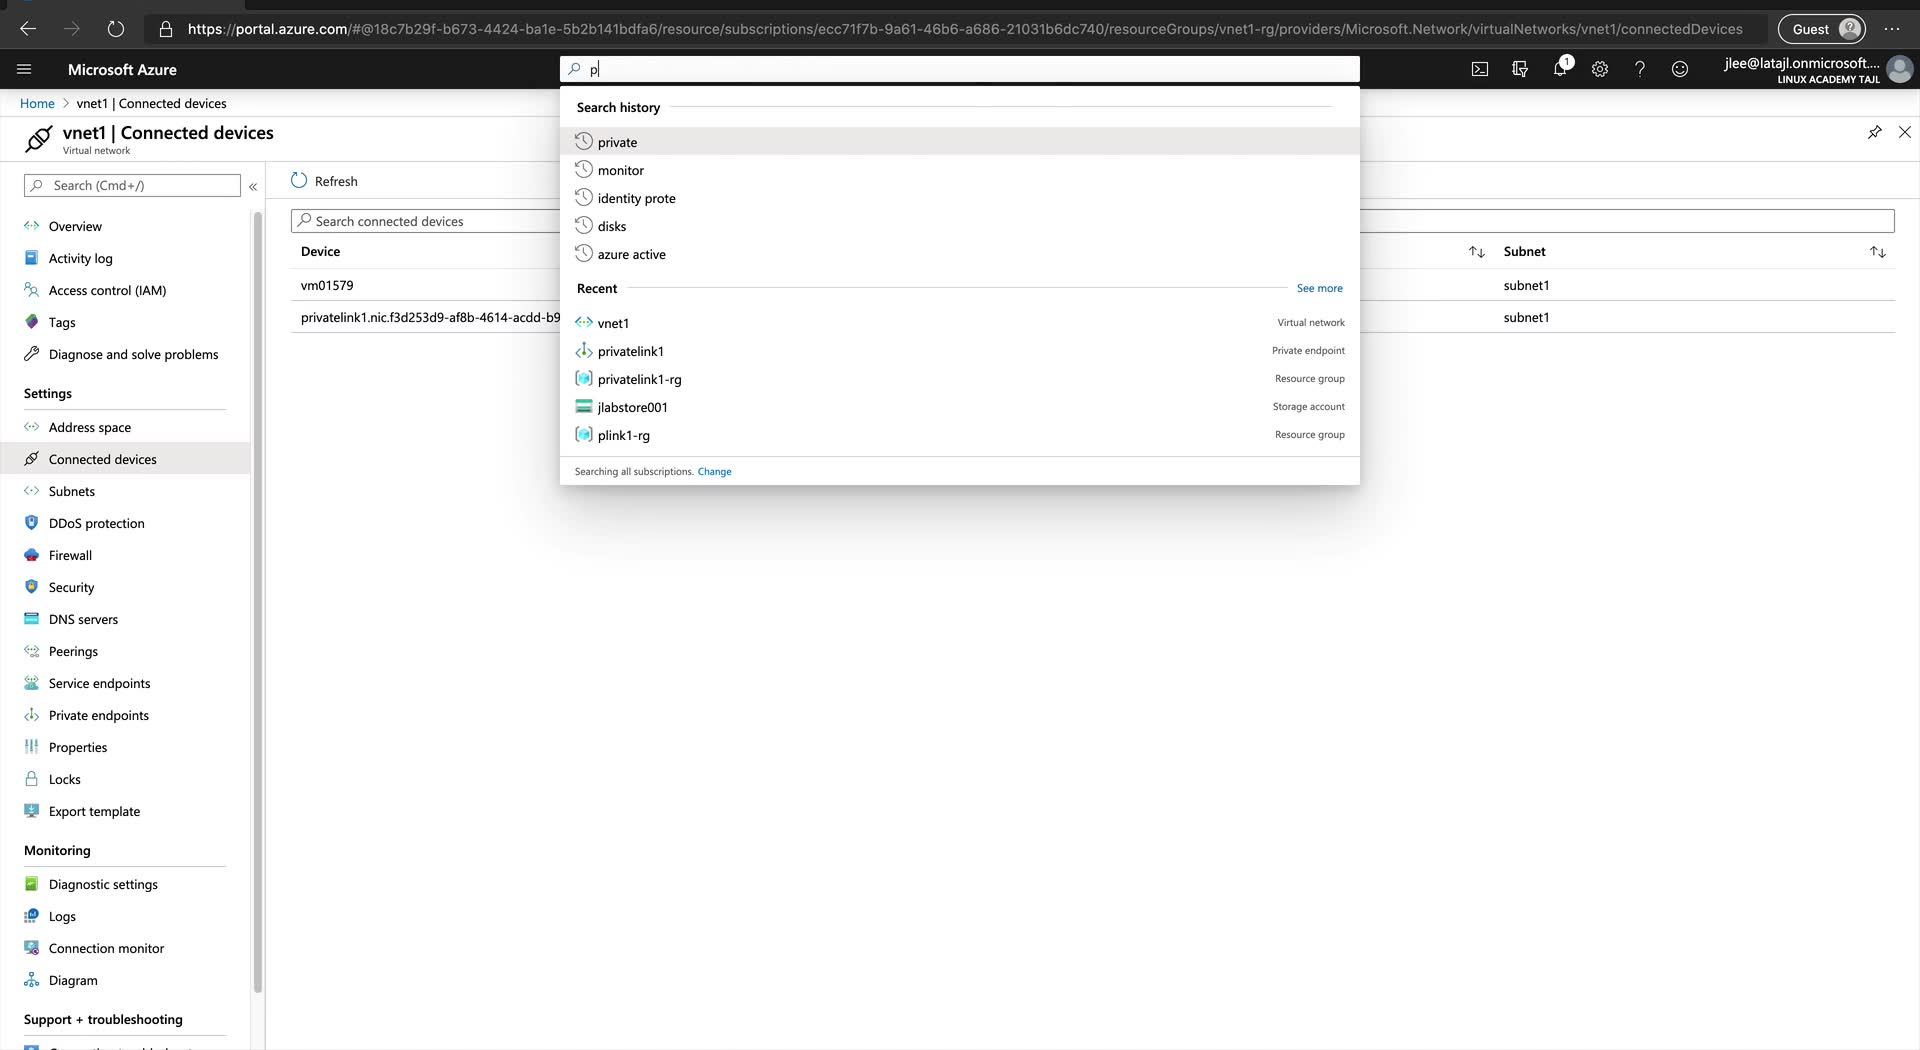 https://portal.azure.com/#@18c7b29f-b673-4424-ba1e-5b2b141bdfa6/resource/subscriptions/ecc71f7b-9a61-46b6-a686-21031b6dc740/resourceGroups/vnet1-rg/providers/Microsoft.Network/virtualNetworks/vnet1/connectedDevices
Guest
Microsoft Azure
p
1
jlee@latajl.onmicrosoft....
LINUX ACADEMY TAJL
Home > vnet1 | Connected devices
vnet1 | Connected devices
Virtual network
Search (Cmd+/)
Overview
Activity log
Access control (IAM)
Tags
Diagnose and solve problems
Settings
Address space
Connected devices
Subnets
DDoS protection
Firewall
Security
DNS servers
Peerings
Service endpoints
Private endpoints
Properties
Locks
Export template
Monitoring
Diagnostic settings
Logs
Connection monitor
Diagram
Support + troubleshooting
Refresh
Search connected devices
Device
Subnet
vm01579
subnet1
privatelink1.nic.f3d253d9-af8b-4614-acdd-b9
subnet1
Search history
private
monitor
identity prote
disks
azure active
Recent
See more
vnet1
Virtual network
privatelink1
Private endpoint
privatelink1-rg
Resource group
jlabstore001
Storage account
plink1-rg
Resource group
Searching all subscriptions. Change